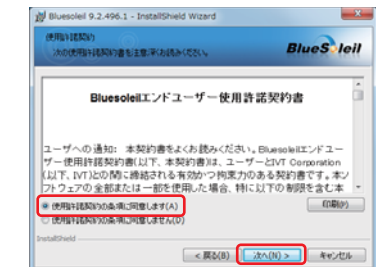 Bluesoleil 9.2.496.1 - InstallShield Wizard
使用許諾契約
次の使用許諾契約書を注意深くお読みください。
BlueSoleil
Bluesoleilエンドユーザー使用許諾契約書
ユーザへの通知: 本契約書をよくお読みください。Bluesoleilエンドユー
ザー使用許諾契約書(以下、本契約書)は、ユーザーとIVT Corporation
(以下、IVT)との間に締結される有効かつ拘束力のある契約書です。本ソ
フトウェアの全部または一部を使用した場合、特に以下の制限を含む本
使用許諾契約の条項に同意します(A)
印刷(P)
使用許諾契約の条項に同意しません(D)
InstallShield
< 戻る(B)
次へ(N) >
キャンセル